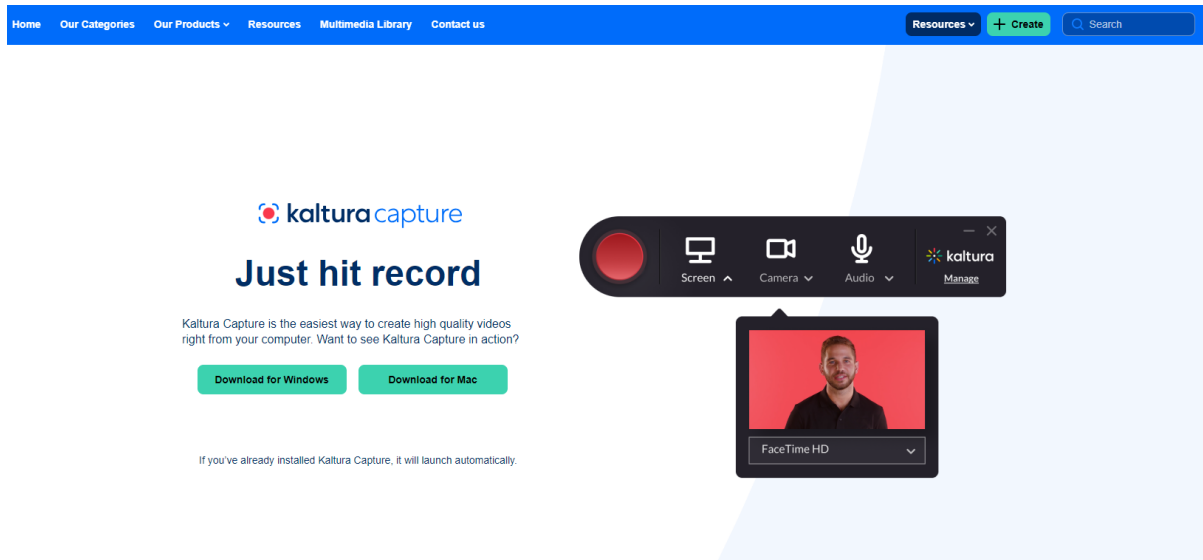 Home Our Categories Our Products Resources Multimedia Library Contact us Resources + Create Search
kaltura capture
Just hit record
Kaltura Capture is the easiest way to create high quality videos
right from your computer. Want to see Kaltura Capture in action?
Download for Windows Download for Mac
If you've already installed Kaltura Capture, it will launch automatically.
Screen Camera Audio
kaltura
Manage
FaceTime HD